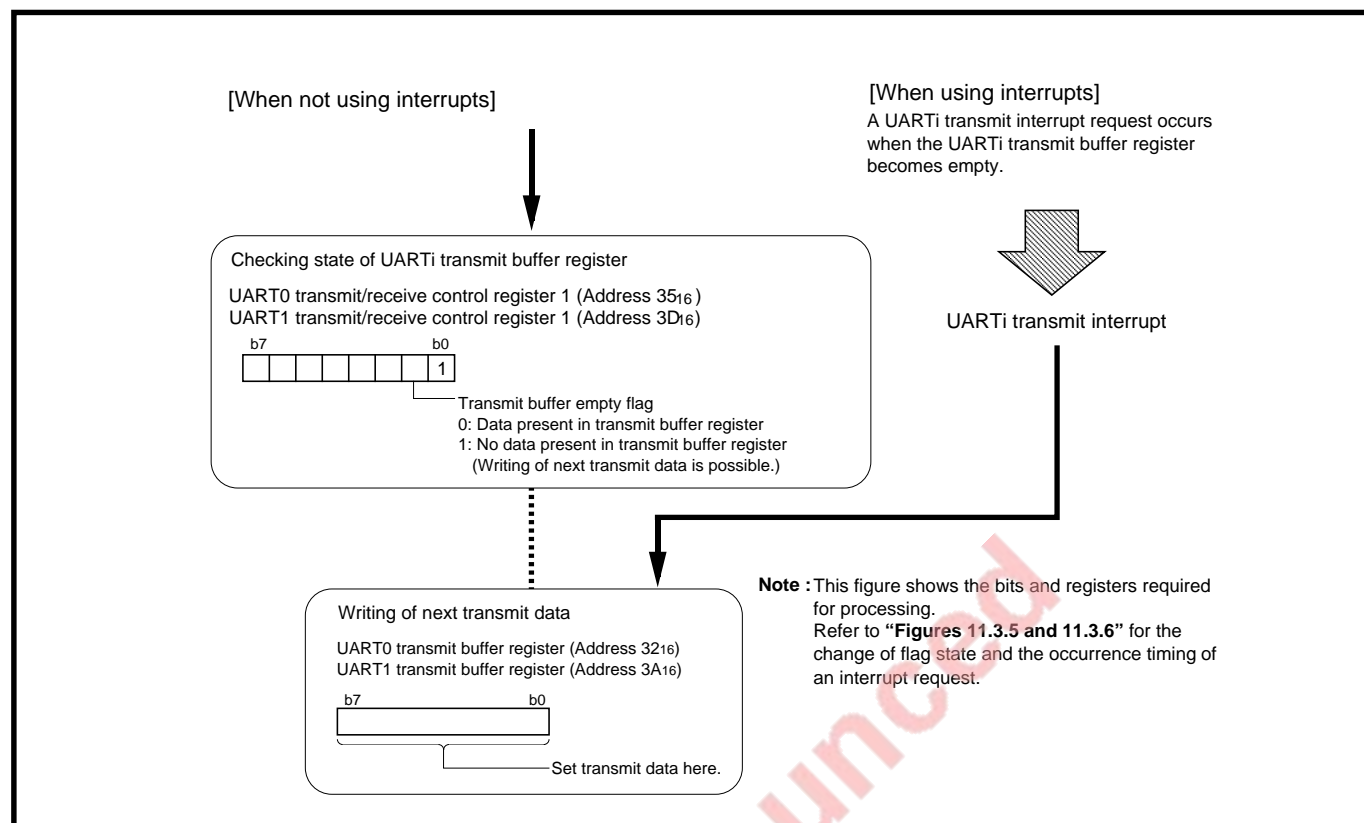 [When not using interrupts]
[When using interrupts]
A UARTi transmit interrupt request occurs
when the UARTi transmit buffer register
becomes empty.
Checking state of UARTi transmit buffer register
UART0 transmit/receive control register 1 (Address 3516)
UART1 transmit/receive control register 1 (Address 3D16)
b7 b0
1
Transmit buffer empty flag
0: Data present in transmit buffer register
1: No data present in transmit buffer register
(Writing of next transmit data is possible.)
UARTi transmit interrupt
Writing of next transmit data
UART0 transmit buffer register (Address 3216)
UART1 transmit buffer register (Address 3A16)
b7 b0
Set transmit data here.
Note : This figure shows the bits and registers required
for processing.
Refer to “Figures 11.3.5 and 11.3.6” for the
change of flag state and the occurrence timing of
an interrupt request.
unced